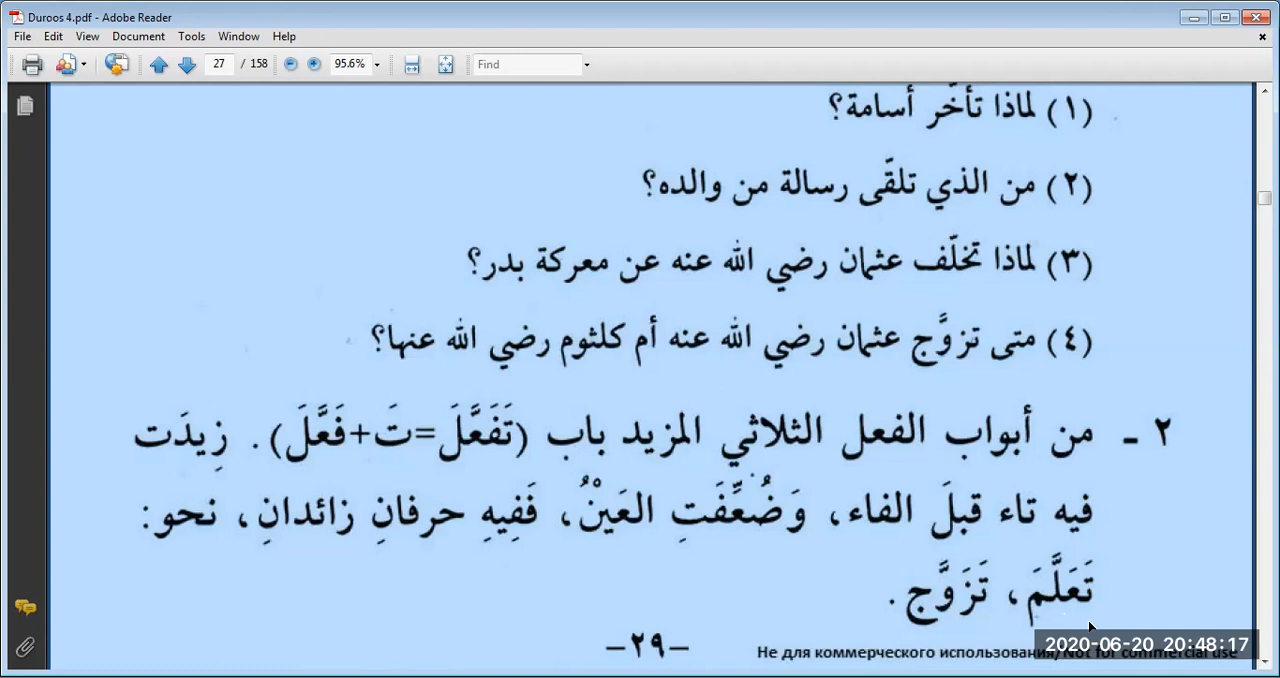 Duroos 4.pdf - Adobe Reader
File Edit View Document Tools Window Help
27 / 158 95.6% Find
(١) لماذا تأخّر أسامة؟
(٢) من الذي تلقّى رسالة من والده؟
(٣) لماذا تخلّف عثمان رضي الله عنه عن معركة بدر؟
(٤) متى تزوَّج عثمان رضي الله عنه أم كلثوم رضي الله عنها؟
٢ ـ من أبواب الفعل الثلاثي المزيد باب (تَفَعَّلَ=تَ+فَعَّلَ). زِيدَت
فيه تاء قبلَ الفاء، وَضُعِّفَتِ العَيْنُ، فَفِيهِ حرفانِ زائدانِ، نحو:
تَعَلَّمَ، تَزَوَّج.
–٢٩–
Не для коммерческого использования/Not for commercial use
2020-06-20 20:48:17